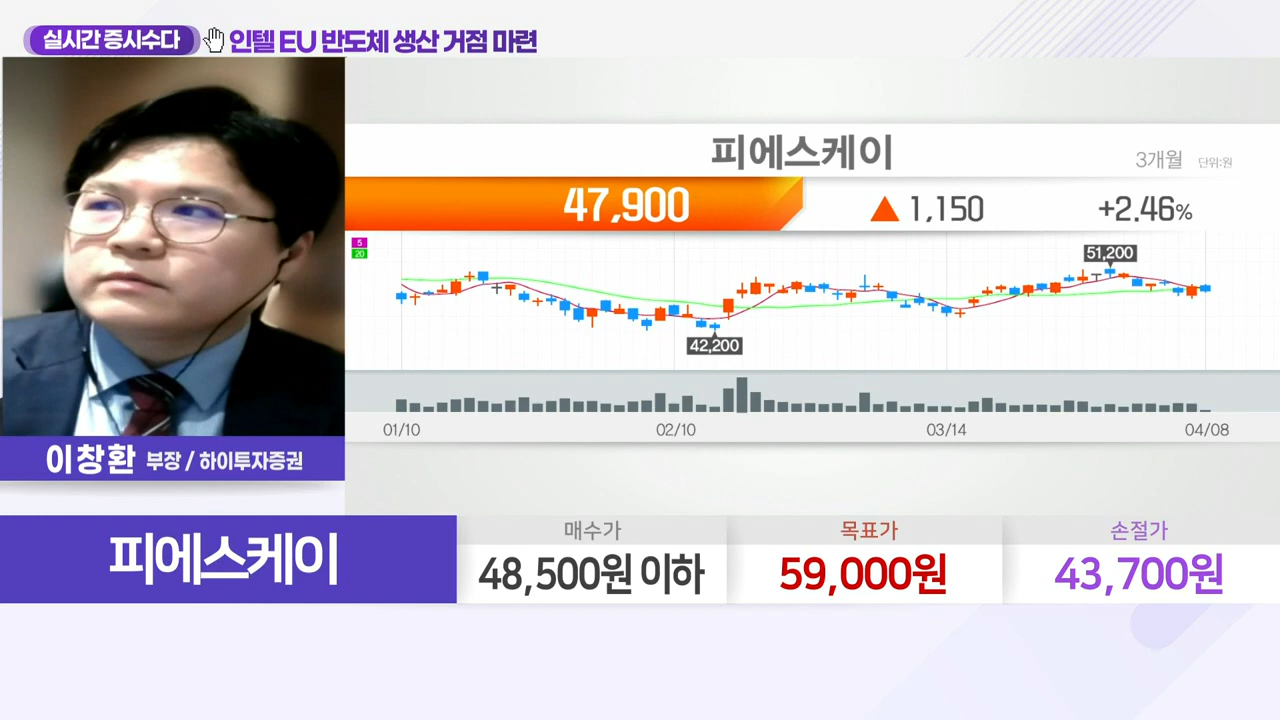 실시간 증시수다 인텔 EU 반도체 생산 거점 마련
피에스케이
3개월 단위:원
47,900 ▲ 1,150 +2.46%
5
20
51,200
42,200
01/10 02/10 03/14 04/08
이창환 부장 / 하이투자증권
피에스케이
매수가 목표가 손절가
48,500원 이하 59,000원 43,700원